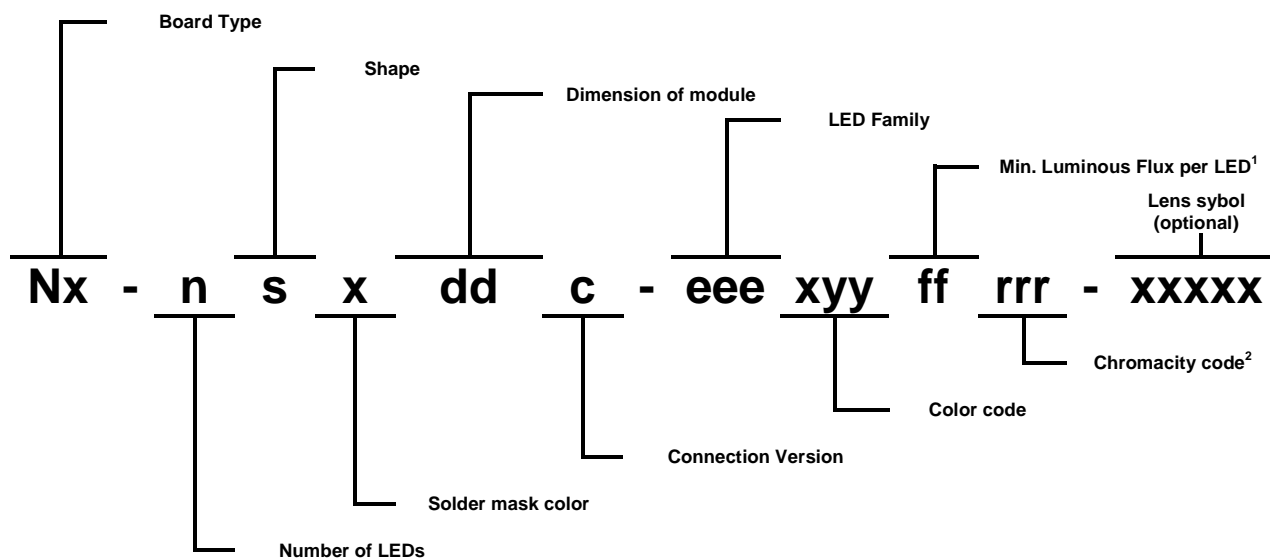 Board Type
Shape
Dimension of module
LED Family
Min. Luminous Flux per LED¹
Lens sybol
(optional)
Nx - n s x dd c - eee xyy ff rrr - xxxxx
Chromacity code²
Color code
Connection Version
Solder mask color
Number of LEDs